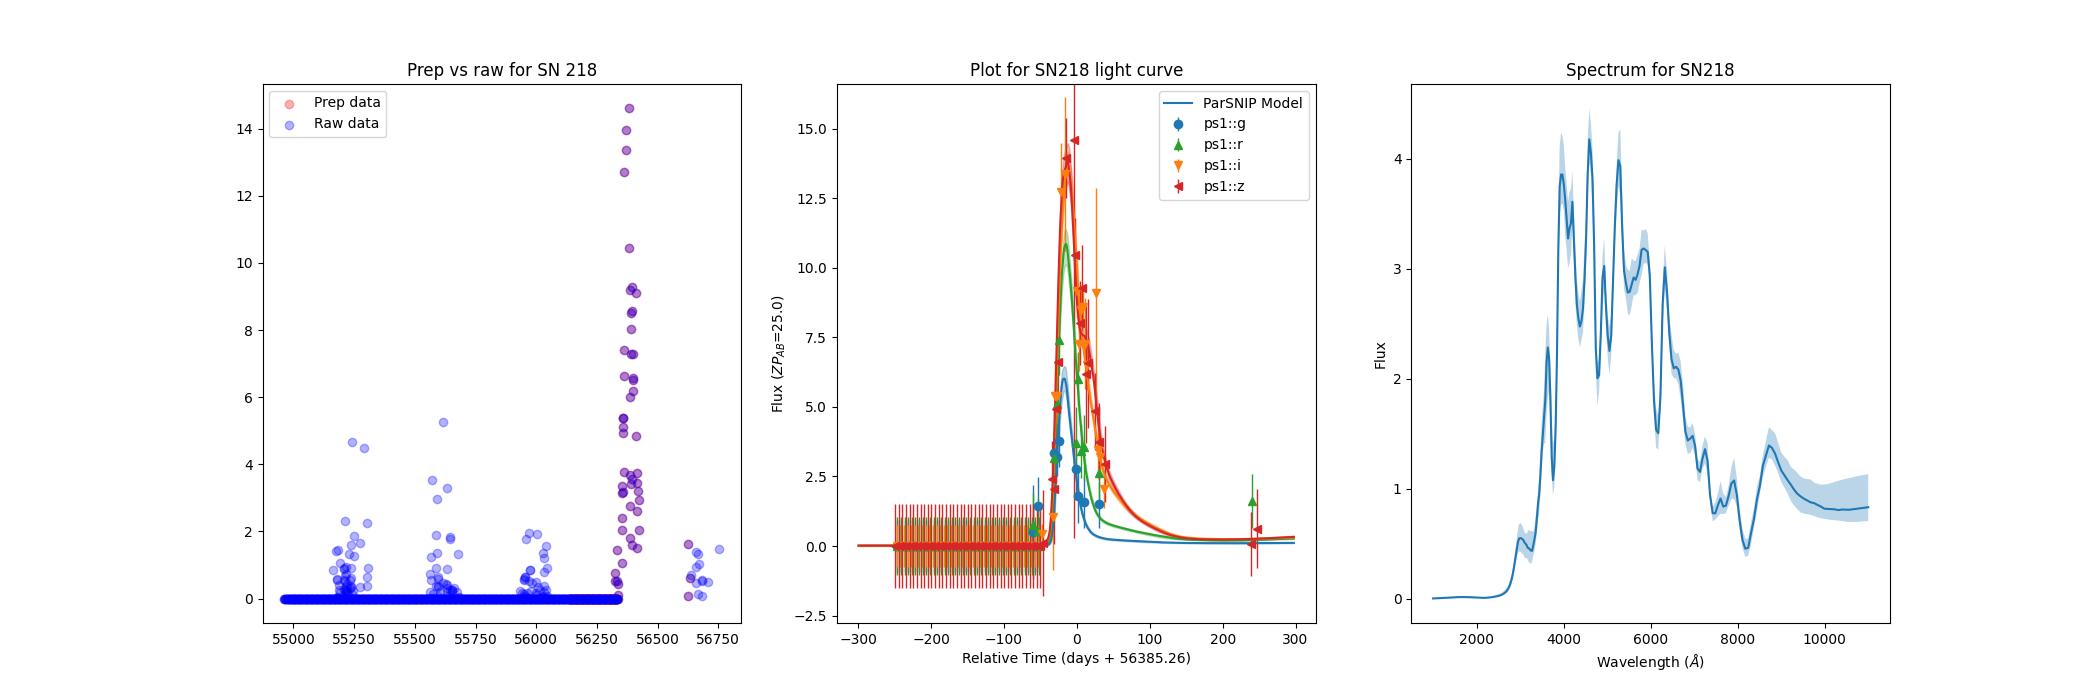 Prep vs raw for SN 218
Prep data
Raw data
14
12
10
8
6
4
2
0
55000
55250
55500
55750
56000
56250
56500
56750
Plot for SN218 light curve
ParSNIP Model
ps1::g
ps1::r
ps1::i
ps1::z
Flux (ZP_AB=25.0)
15.0
12.5
10.0
7.5
5.0
2.5
0.0
−2.5
−300
−200
−100
0
100
200
300
Relative Time (days + 56385.26)
Spectrum for SN218
Flux
4
3
2
1
0
2000
4000
6000
8000
10000
Wavelength (Å)